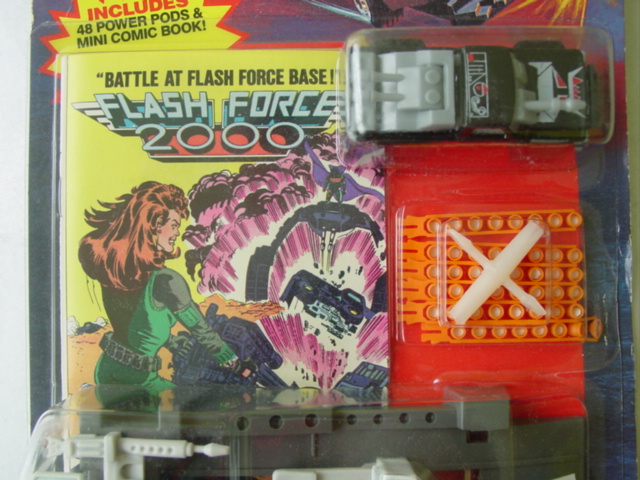 INCLUDES
48 POWER PODS &
MINI COMIC BOOK!
"BATTLE AT FLASH FORCE BASE!"
FLASH FORCE
2000